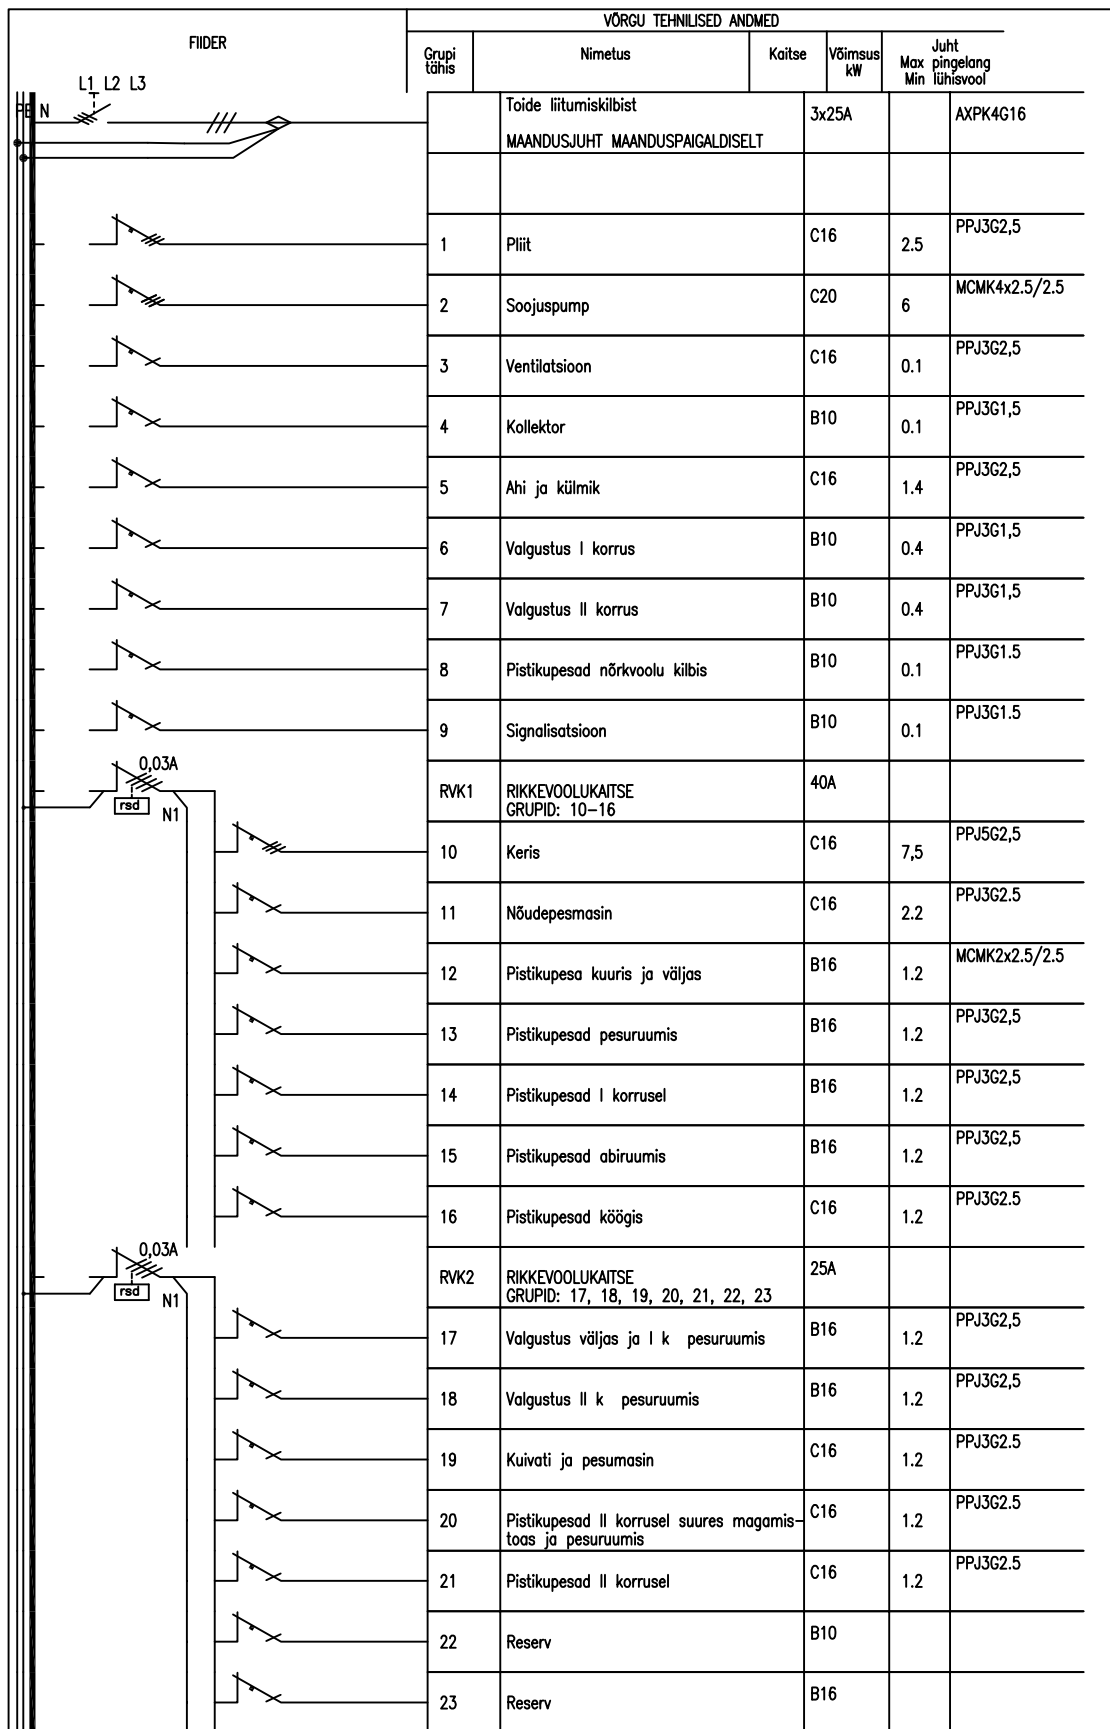 VÕRGU TEHNILISED ANDMED
FIIDER
Grupi tähis
Nimetus
Kaitse
Võimsus kW
Juht
Max pingelang
Min lühisvool
L1 L2 L3
PE N
Toide liitumiskilbist 3x25A AXPK4G16
MAANDUSJUHT MAANDUSPAIGALDISELT
1 Pliit C16 2.5 PPJ3G2,5
2 Soojuspump C20 6 MCMK4x2.5/2.5
3 Ventilatsioon C16 0.1 PPJ3G2,5
4 Kollektor B10 0.1 PPJ3G1,5
5 Ahi ja külmik C16 1.4 PPJ3G2,5
6 Valgustus I korrus B10 0.4 PPJ3G1,5
7 Valgustus II korrus B10 0.4 PPJ3G1,5
8 Pistikupesad nõrkvoolu kilbis B10 0.1 PPJ3G1.5
9 Signalisatsioon B10 0.1 PPJ3G1.5
0,03A
rsd
N1
RVK1 RIKKEVOOLUKAITSE 40A
GRUPID: 10-16
10 Keris C16 7,5 PPJ5G2,5
11 Nõudepesmasin C16 2.2 PPJ3G2.5
12 Pistikupesa kuuris ja väljas B16 1.2 MCMK2x2.5/2.5
13 Pistikupesad pesuruumis B16 1.2 PPJ3G2,5
14 Pistikupesad I korrusel B16 1.2 PPJ3G2,5
15 Pistikupesad abiruumis B16 1.2 PPJ3G2,5
16 Pistikupesad köögis C16 1.2 PPJ3G2.5
0,03A
rsd
N1
RVK2 RIKKEVOOLUKAITSE 25A
GRUPID: 17, 18, 19, 20, 21, 22, 23
17 Valgustus väljas ja I k pesuruumis B16 1.2 PPJ3G2,5
18 Valgustus II k pesuruumis B16 1.2 PPJ3G2,5
19 Kuivati ja pesumasin C16 1.2 PPJ3G2.5
20 Pistikupesad II korrusel suures magamis- C16 1.2 PPJ3G2.5
toas ja pesuruumis
21 Pistikupesad II korrusel C16 1.2 PPJ3G2.5
22 Reserv B10
23 Reserv B16